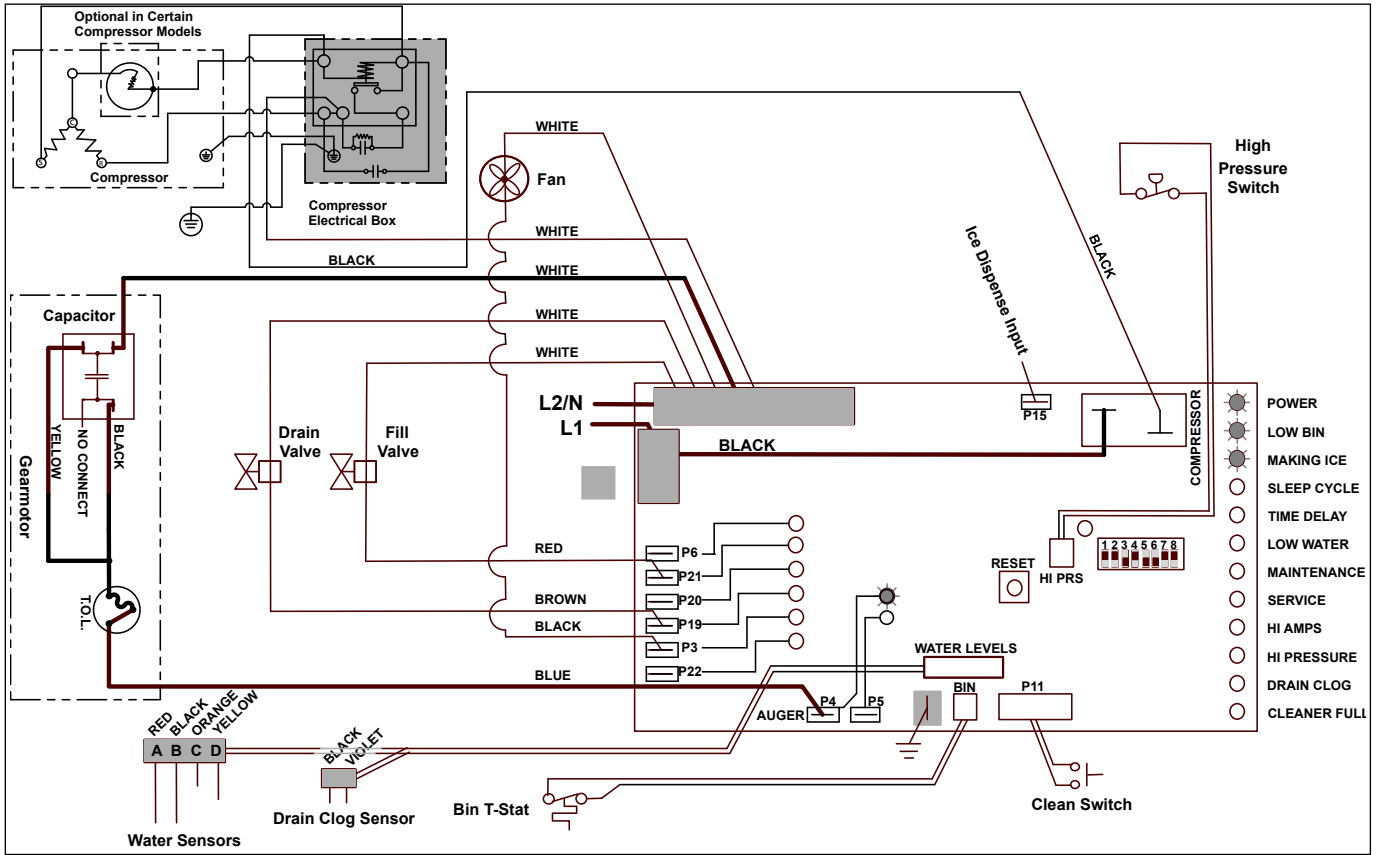 Optional in Certain
Compressor Models
C
S
R
Compressor
Compressor
Electrical Box
WHITE
Fan
WHITE
BLACK
WHITE
WHITE
WHITE
High
Pressure
Switch
BLACK
Ice Dispense Input
P15
COMPRESSOR
Capacitor
YELLOW
NO CONNECT
BLACK
Gearmotor
T.O.L.
L2/N
L1
BLACK
Drain
Valve
Fill
Valve
RED
BROWN
BLACK
BLUE
P6
P21
P20
P19
P3
P22
AUGER
P4
P5
WATER LEVELS
BIN
P11
RESET
HI PRS
1 2 3 4 5 6 7 8
POWER
LOW BIN
MAKING ICE
SLEEP CYCLE
TIME DELAY
LOW WATER
MAINTENANCE
SERVICE
HI AMPS
HI PRESSURE
DRAIN CLOG
CLEANER FULL
RED
BLACK
ORANGE
YELLOW
A B C D
Water Sensors
BLACK
VIOLET
Drain Clog Sensor
Bin T-Stat
Clean Switch